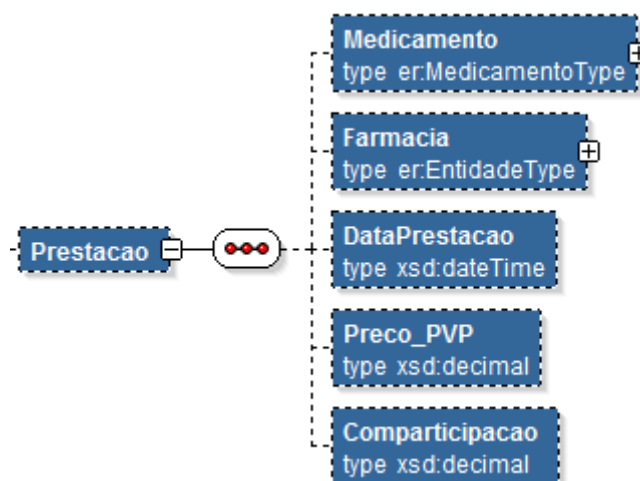 Medicamento
type er:MedicamentoType
Farmacia
type er:EntidadeType
Prestacao
DataPrestacao
type xsd:dateTime
Preco_PVP
type xsd:decimal
Comparticipacao
type xsd:decimal